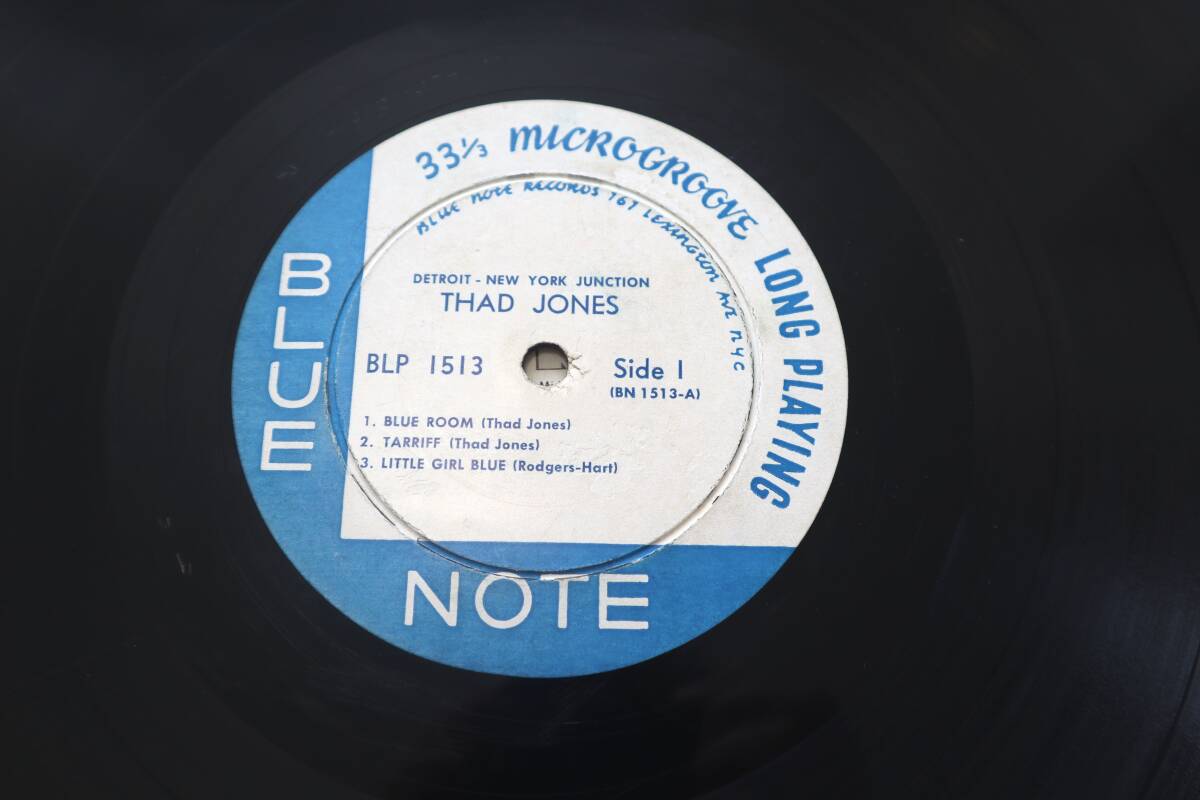 33⅓ MICROGROOVE LONG PLAYING
BLUE NOTE RECORDS 767 LEXINGTON AVE NYC
DETROIT - NEW YORK JUNCTION
THAD JONES
BLP 1513
Side 1
(BN 1513-A)
1. BLUE ROOM (Thad Jones)
2. TARRIFF (Thad Jones)
3. LITTLE GIRL BLUE (Rodgers-Hart)
BLUE
NOTE